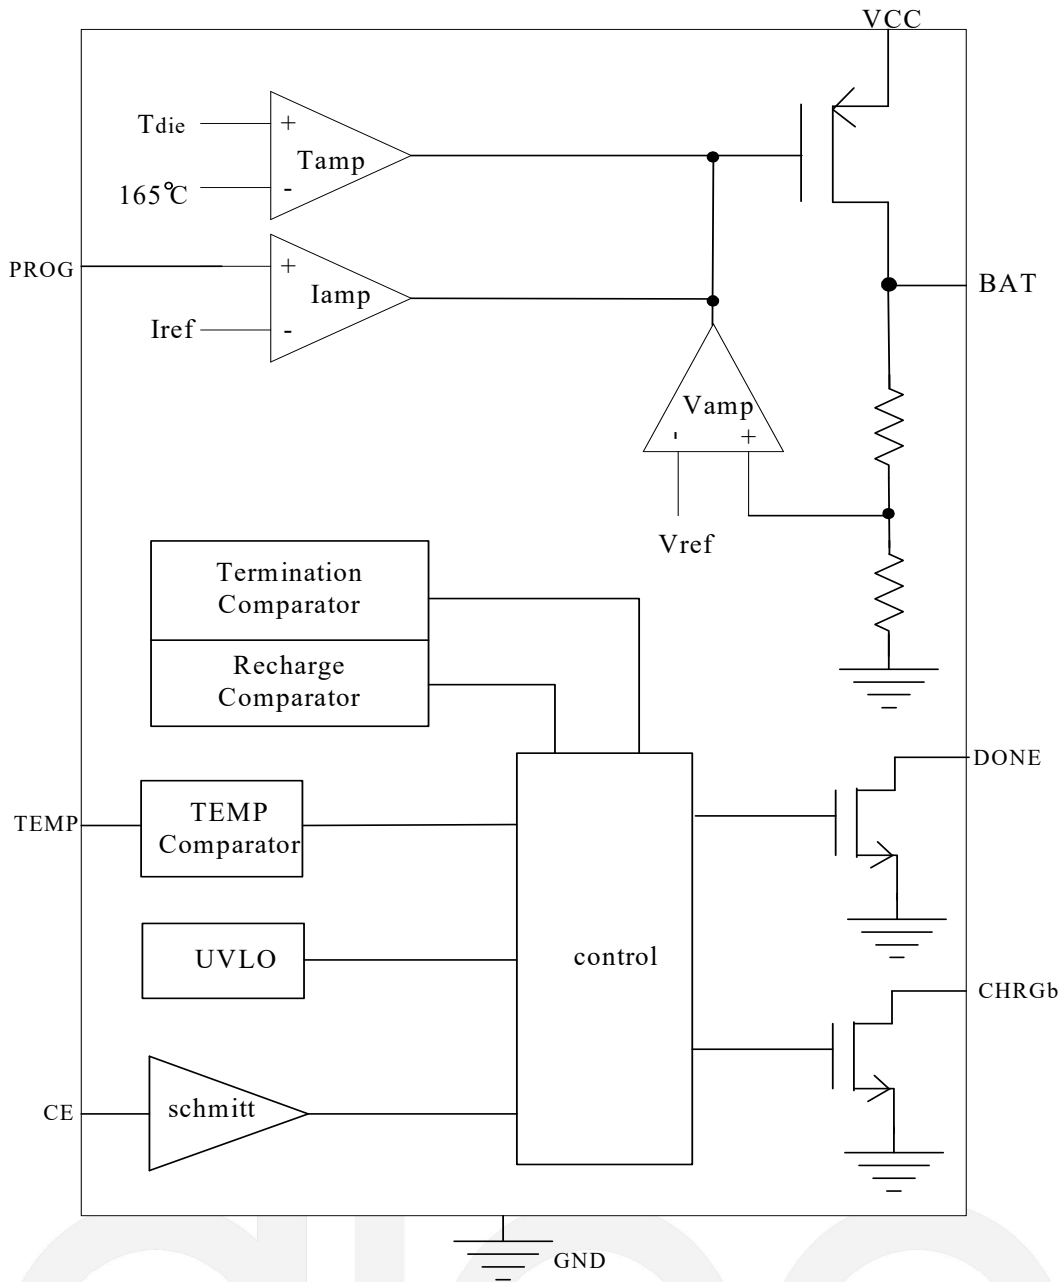 VCC
Tdie
+
Tamp
165℃
-
PROG
+
Iamp
Iref
-
BAT
Vamp
- +
Vref
Termination
Comparator
Recharge
Comparator
DONE
TEMP
TEMP
Comparator
UVLO
control
CHRGb
CE
schmitt
GND